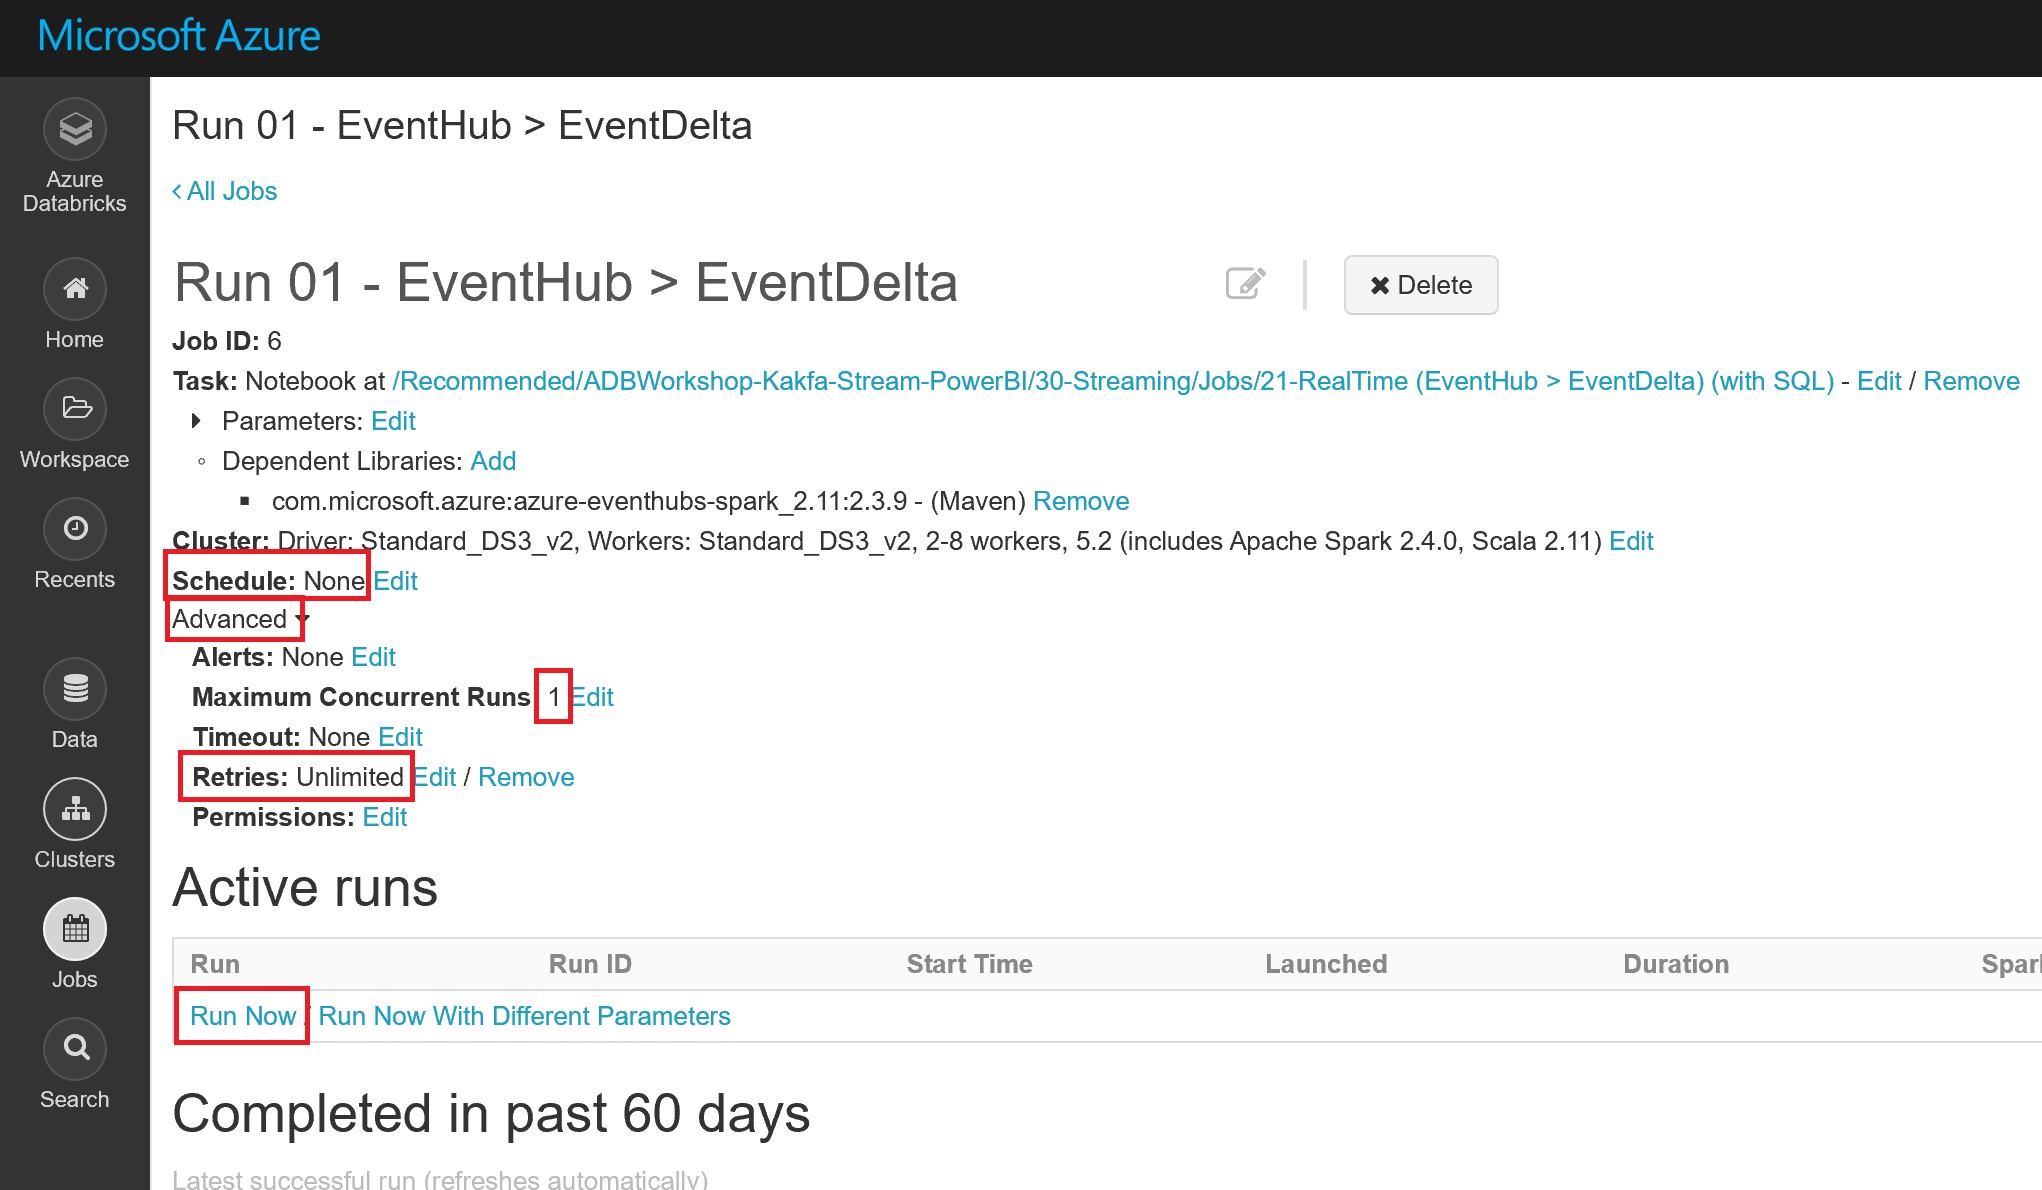 Microsoft Azure
Azure
Databricks
Home
Workspace
Recents
Data
Clusters
Jobs
Search
Run 01 - EventHub > EventDelta
‹ All Jobs
Run 01 - EventHub > EventDelta
Delete
Job ID: 6
Task: Notebook at /Recommended/ADBWorkshop-Kakfa-Stream-PowerBI/30-Streaming/Jobs/21-RealTime (EventHub > EventDelta) (with SQL) - Edit / Remove
Parameters: Edit
Dependent Libraries: Add
com.microsoft.azure:azure-eventhubs-spark_2.11:2.3.9 - (Maven) Remove
Cluster: Driver: Standard_DS3_v2, Workers: Standard_DS3_v2, 2-8 workers, 5.2 (includes Apache Spark 2.4.0, Scala 2.11) Edit
Schedule: None Edit
Advanced
Alerts: None Edit
Maximum Concurrent Runs 1 Edit
Timeout: None Edit
Retries: Unlimited Edit / Remove
Permissions: Edit
Active runs
Run Run ID Start Time Launched Duration Spark
Run Now / Run Now With Different Parameters
Completed in past 60 days
Latest successful run (refreshes automatically)